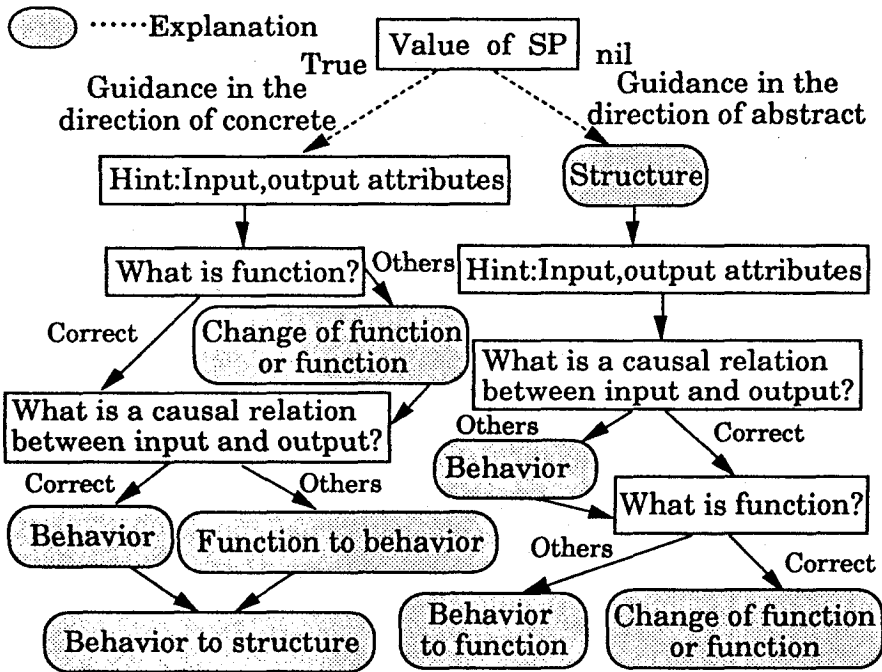 ······Explanation
Value of SP
True
nil
Guidance in the
direction of concrete
Guidance in the
direction of abstract
Hint:Input,output attributes
Structure
What is function?
Others
Hint:Input,output attributes
Correct
Change of function
or function
What is a causal relation
between input and output?
What is a causal relation
between input and output?
Others
Correct
Behavior
Correct
Others
What is function?
Behavior
Function to behavior
Others
Correct
Behavior to structure
Behavior
to function
Change of function
or function